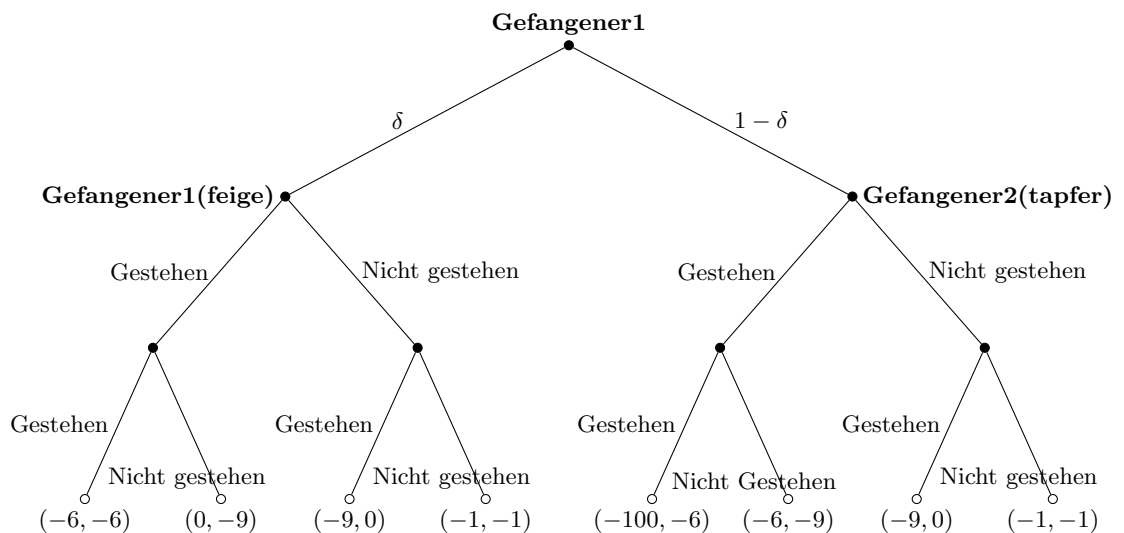 Gefangener1
δ
1 − δ
Gefangener1(feige)
Gefangener2(tapfer)
Gestehen
Nicht gestehen
Gestehen
Nicht gestehen
Gestehen
Gestehen
Gestehen
Gestehen
Nicht gestehen
Nicht gestehen
Nicht Gestehen
Nicht gestehen
(−6, −6)
(0, −9)
(−9, 0)
(−1, −1)
(−100, −6)
(−6, −9)
(−9, 0)
(−1, −1)